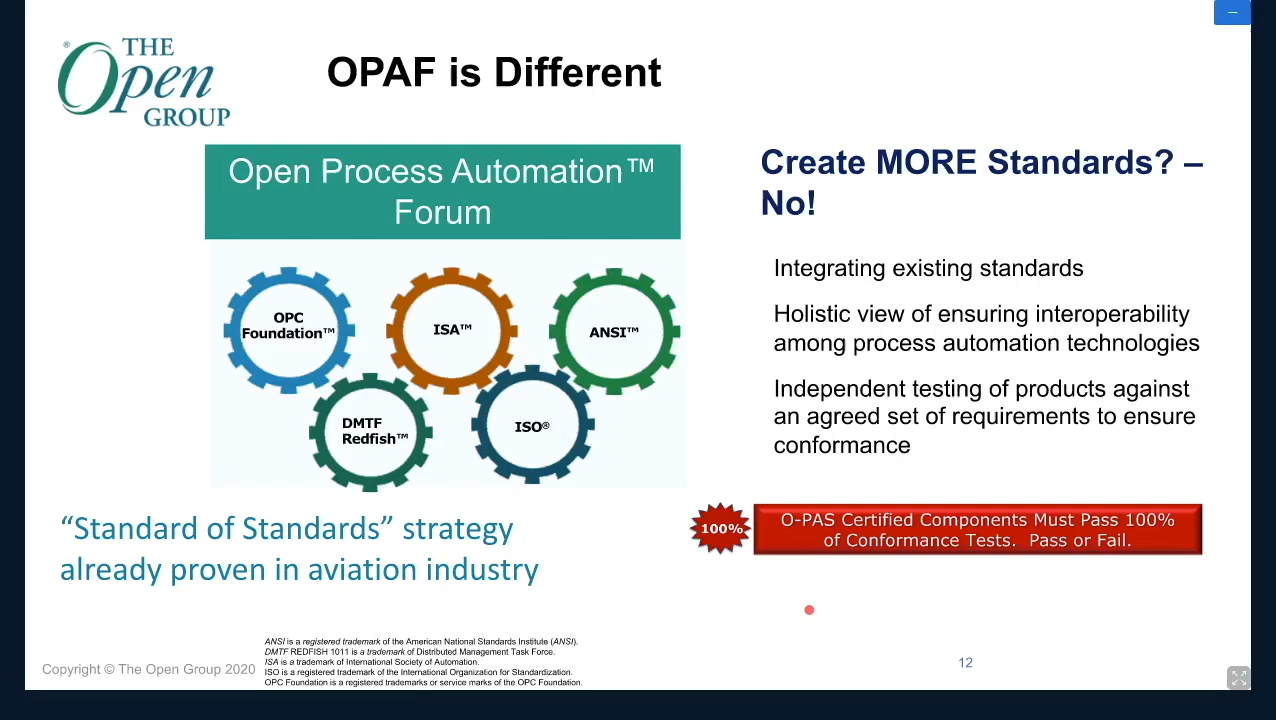 ® THE
Open
GROUP
OPAF is Different
Open Process Automation™
Forum
OPC
Foundation™
ISA™
ANSI™
DMTF
Redfish™
ISO®
“Standard of Standards” strategy
already proven in aviation industry
Create MORE Standards? –
No!
Integrating existing standards
Holistic view of ensuring interoperability
among process automation technologies
Independent testing of products against
an agreed set of requirements to ensure
conformance
100%
O-PAS Certified Components Must Pass 100%
of Conformance Tests. Pass or Fail.
ANSI is a registered trademark of the American National Standards Institute (ANSI).
DMTF REDFISH 1011 is a trademark of Distributed Management Task Force.
ISA is a trademark of International Society of Automation.
ISO is a registered trademark of the International Organization for Standardization.
OPC Foundation is a registered trademarks or service marks of the OPC Foundation.
Copyright © The Open Group 2020
12